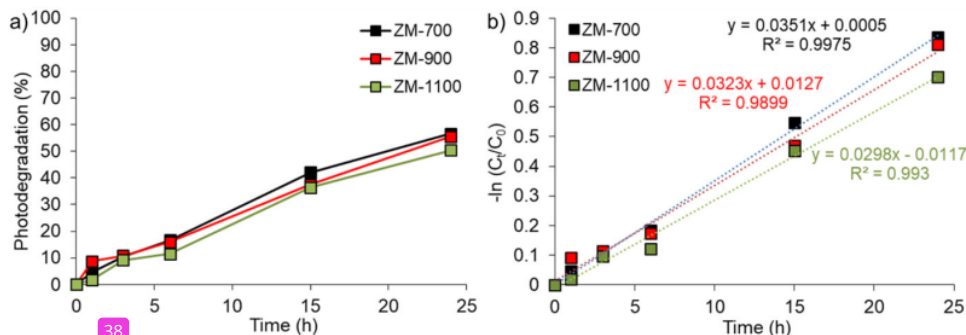 a)
Photodegradation (%)
100
90
80
70
60
50
40
30
20
10
0
ZM-700
ZM-900
ZM-1100
0 5 10 15 20 25
Time (h)
38
b)
-ln (Ct/C0)
0.9
0.8
0.7
0.6
0.5
0.4
0.3
0.2
0.1
0
ZM-700
ZM-900
ZM-1100
y = 0.0351x + 0.0005
R² = 0.9975
y = 0.0323x + 0.0127
R² = 0.9899
y = 0.0298x - 0.0117
R² = 0.993
0 5 10 15 20 25
Time (h)